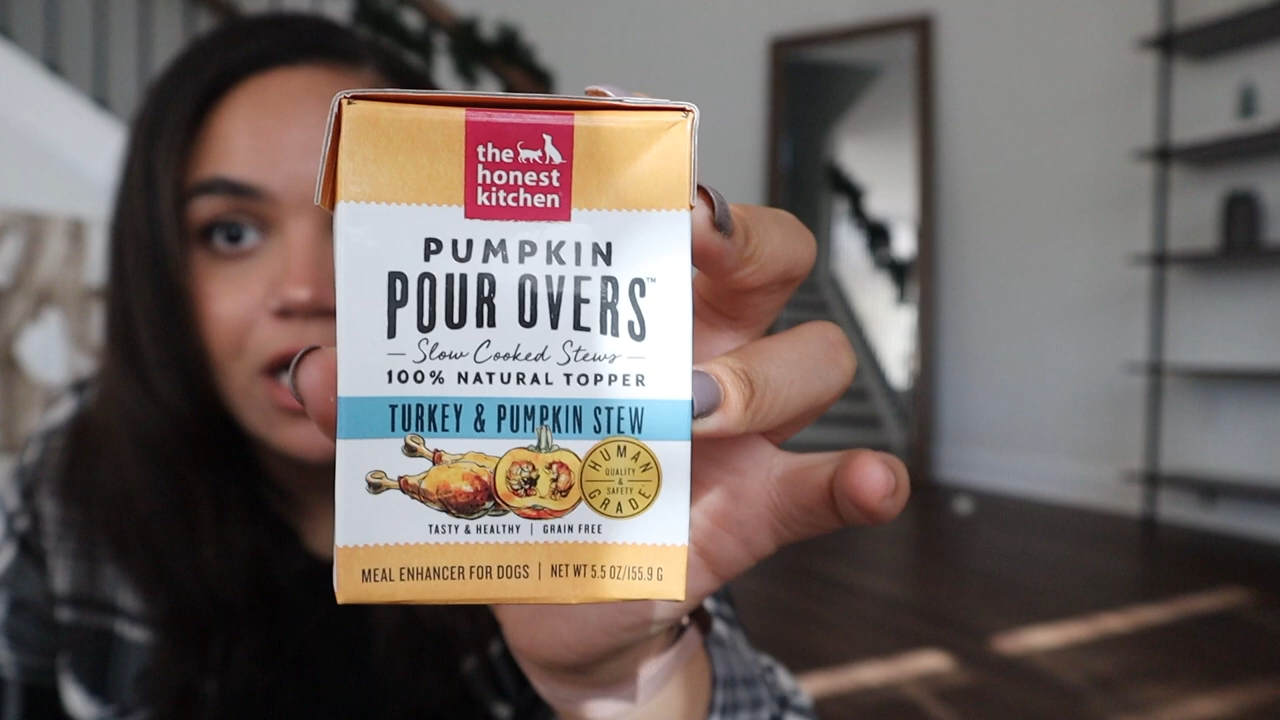 the
honest
kitchen
PUMPKIN
POUR OVERS™
— Slow Cooked Stews —
100% NATURAL TOPPER
TURKEY & PUMPKIN STEW
HUMAN
QUALITY
&
SAFETY
GRADE
TASTY & HEALTHY | GRAIN FREE
MEAL ENHANCER FOR DOGS | NET WT 5.5 OZ/155.9 G